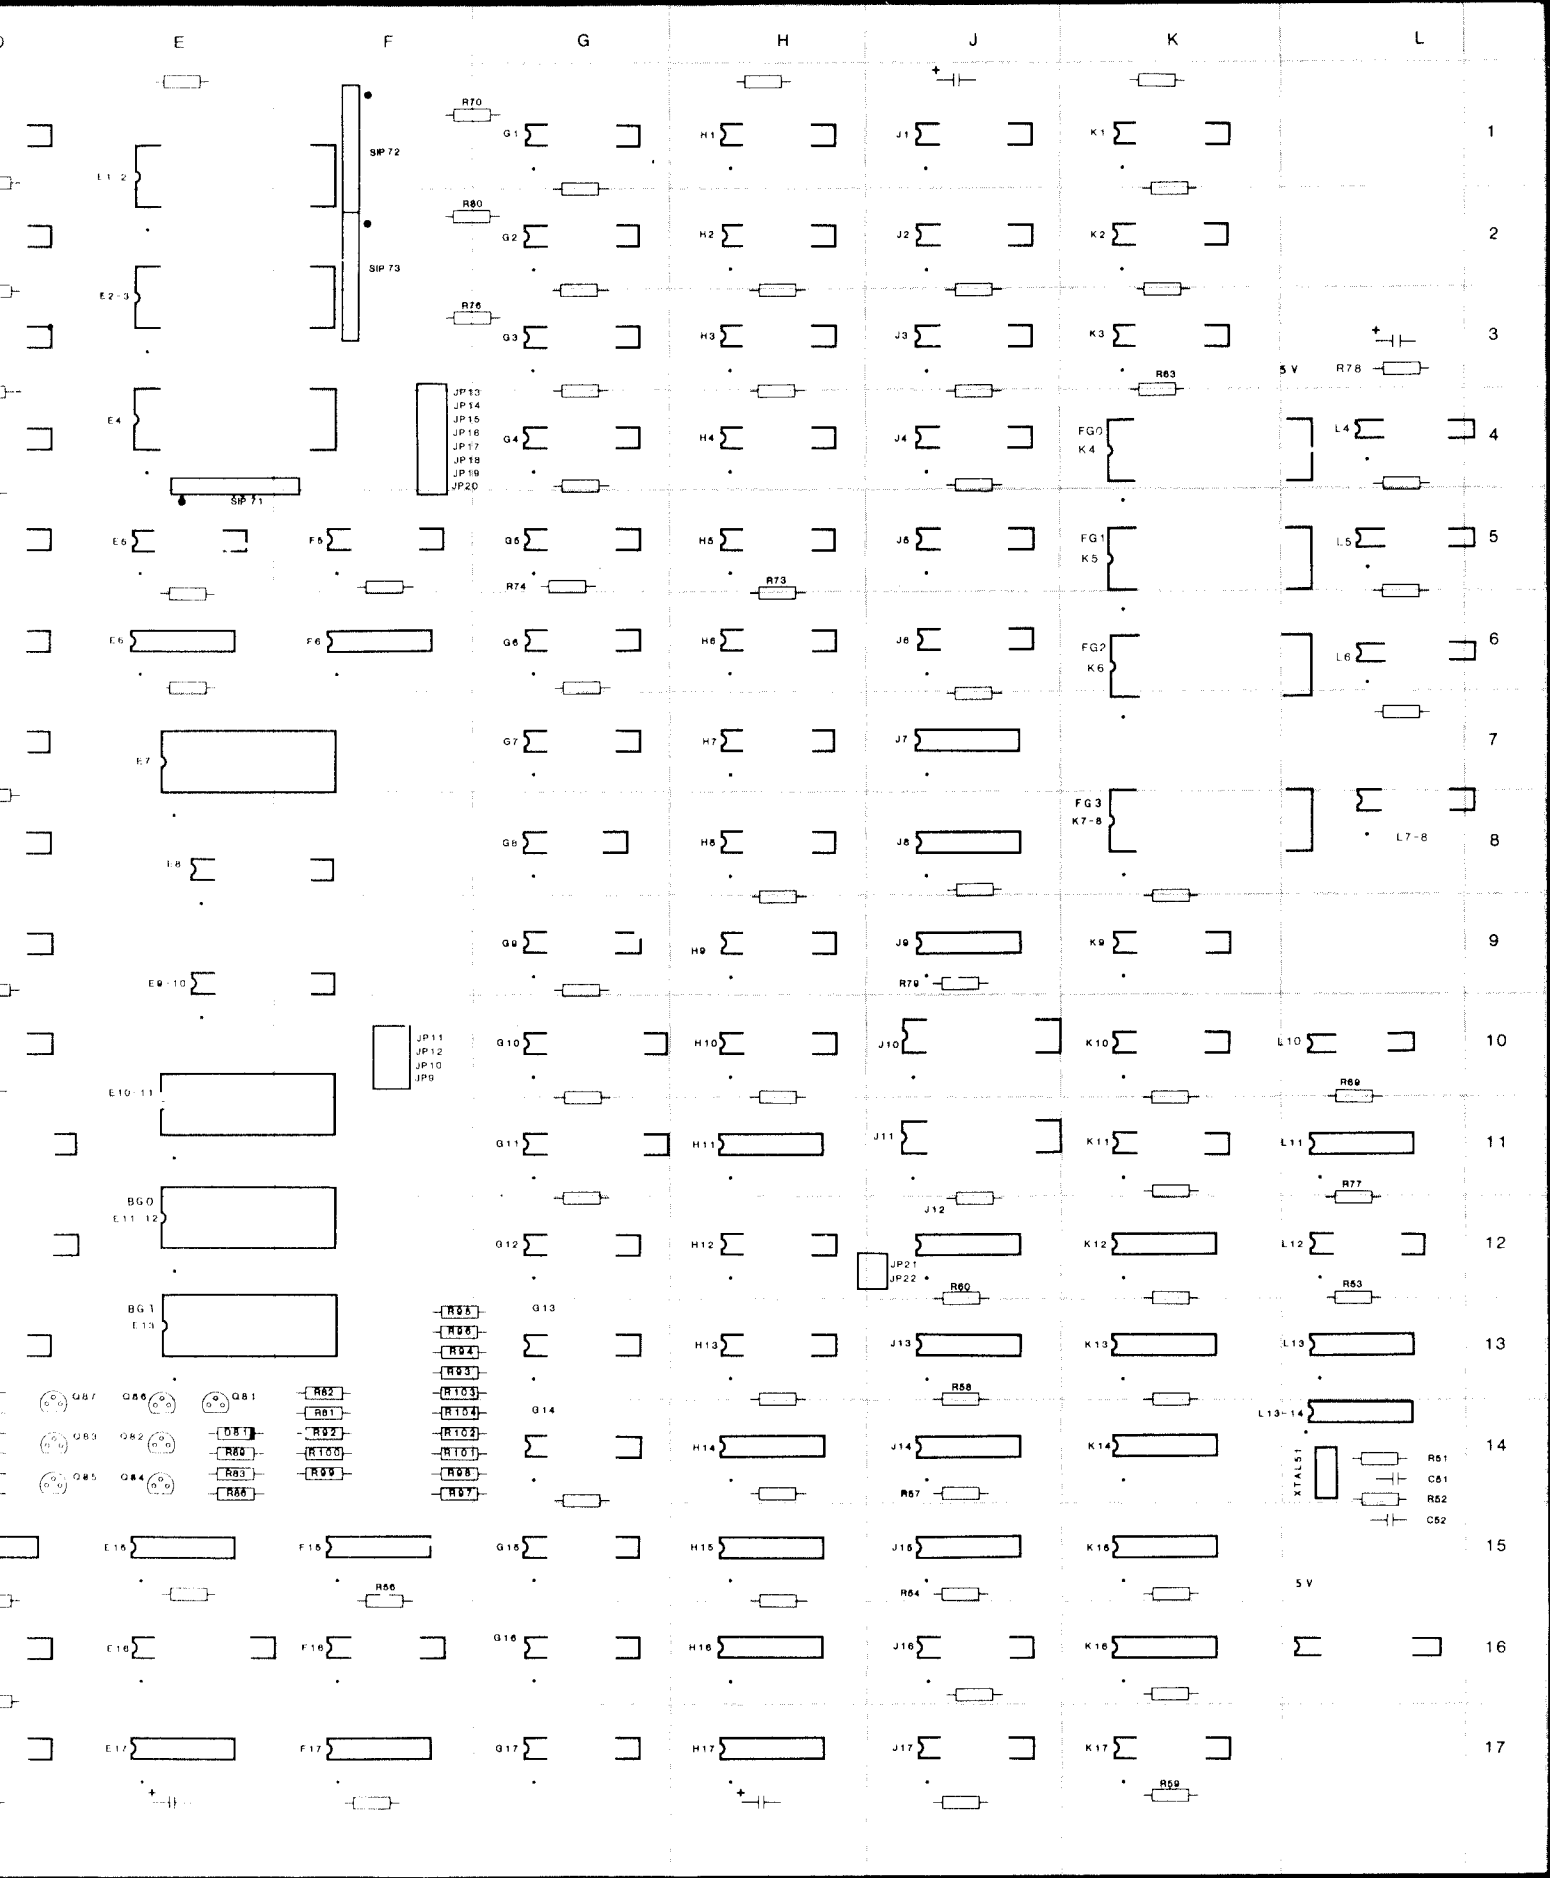 E F G H J K L
R70
G1 H1 J1 K1 1
SIP 72
E1-2
R80
G2 H2 J2 K2 2
SIP 73
E2-3
R76
G3 H3 J3 K3 3
5 V R78
R63
JP13
JP14
JP15
JP16
JP17
JP18
JP19
JP20
E4 G4 H4 J4 FG0 K4 L4 4
SIP 71
E5 F5 G5 H5 J5 FG1 K5 L5 5
R74 R73
E6 F6 G6 H6 J6 FG2 K6 L6 6
E7 G7 H7 J7 7
FG3
K7-8
L7-8
E8 G8 H8 J8 8
G9 H9 J9 K9 9
E9-10 R79
JP11
JP12
JP10
JP9
G10 H10 J10 K10 L10 10
E10-11 R69
G11 H11 J11 K11 L11 11
R77
BG0
E11-12
J12
G12 H12 K12 L12 12
JP21
JP22
R60 R53
BG1
E13
R95
R96
R94
R93
R103
R104
R102
R101
R98
R97
G13
H13 J13 K13 L13 13
Q87 Q86 Q81 R82 R58
R81 G14 L13-14
Q83 Q82 D81 R92
R89 R100
H14 J14 K14 14
Q85 Q84 R83 R99
R86 R57
XTAL51
R51
C51
R52
C52
E15 F15 G15 H15 J15 K15 15
R56 R54 5 V
E16 F16 G16 H16 J16 K16 16
E17 F17 G17 H17 J17 K17 17
R59